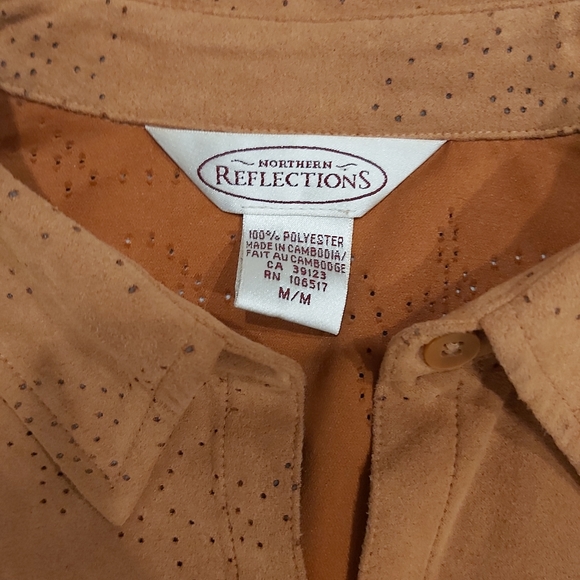 NORTHERN
REFLECTIONS
100% POLYESTER
MADE IN CAMBODIA/
FAIT AU CAMBODGE
CA 39123
RN 106517
M/M